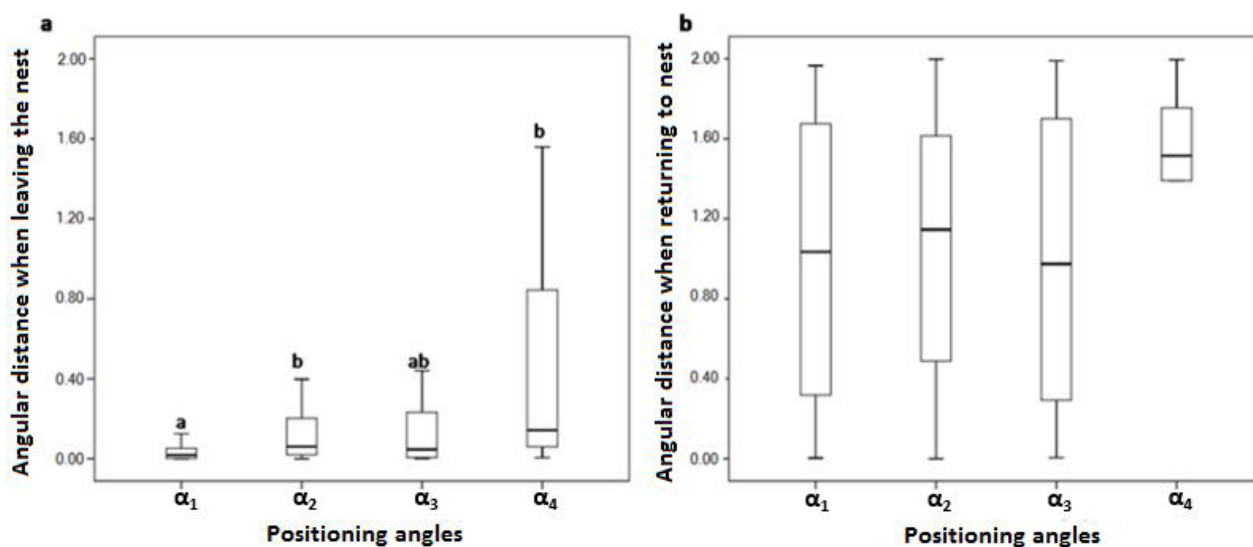 a
Angular distance when leaving the nest
2.00
1.60
1.20
0.80
0.40
0.00
a
b
ab
b
α1
α2
α3
α4
Positioning angles
b
Angular distance when returning to nest
2.00
1.60
1.20
0.80
0.40
0.00
α1
α2
α3
α4
Positioning angles